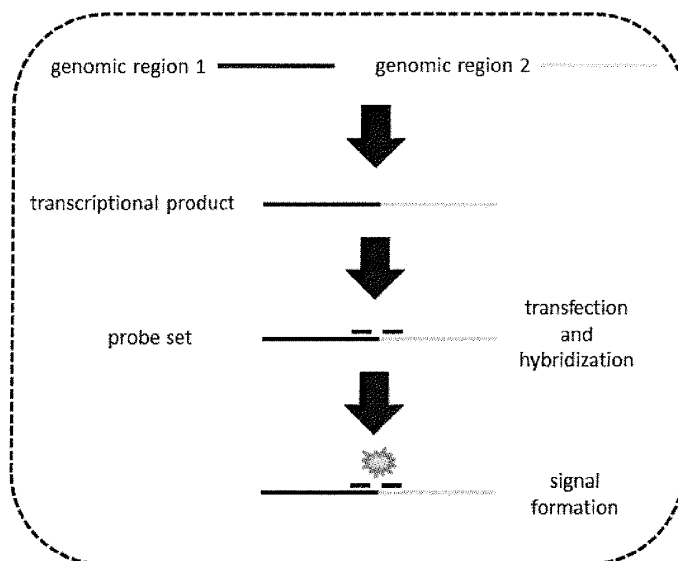 genomic region 1
genomic region 2
transcriptional product
probe set
transfection
and
hybridization
signal
formation